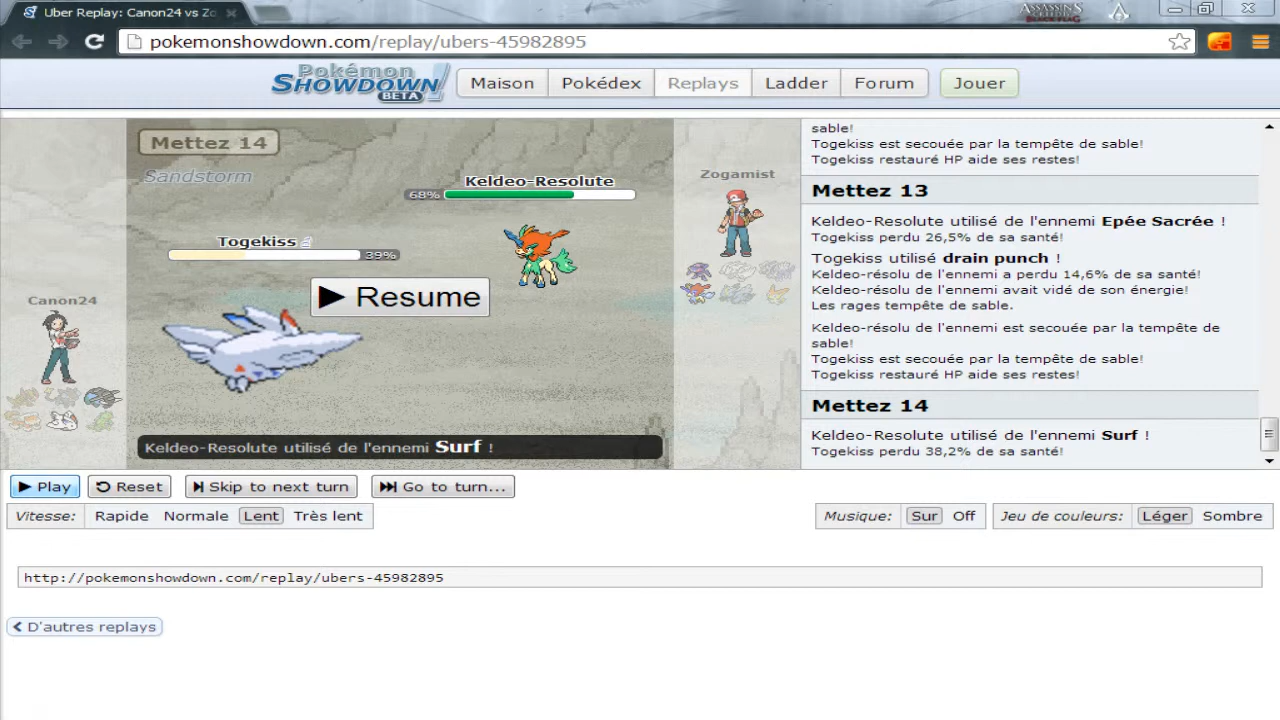 Uber Replay: Canon24 vs Zo
ASSASSIN'S
pokemonshowdown.com/replay/ubers-45982895
Pokémon
SHOWDOWN!
BETA
Maison
Pokédex
Replays
Ladder
Forum
Jouer
Mettez 14
Sandstorm
Keldeo-Resolute
68%
Togekiss
39%
Resume
Canon24
Zogamist
Keldeo-Resolute utilisé de l'ennemi Surf !
sable!
Togekiss est secouée par la tempête de sable!
Togekiss restauré HP aide ses restes!
Mettez 13
Keldeo-Resolute utilisé de l'ennemi Epée Sacrée !
Togekiss perdu 26,5% de sa santé!
Togekiss utilisé drain punch !
Keldeo-résolu de l'ennemi a perdu 14,6% de sa santé!
Keldeo-résolu de l'ennemi avait vidé de son énergie!
Les rages tempête de sable.
Keldeo-résolu de l'ennemi est secouée par la tempête de
sable!
Togekiss est secouée par la tempête de sable!
Togekiss restauré HP aide ses restes!
Mettez 14
Keldeo-Resolute utilisé de l'ennemi Surf !
Togekiss perdu 38,2% de sa santé!
Play
Reset
Skip to next turn
Go to turn...
Vitesse: Rapide Normale Lent Très lent
Musique: Sur Off
Jeu de couleurs: Léger Sombre
http://pokemonshowdown.com/replay/ubers-45982895
D'autres replays